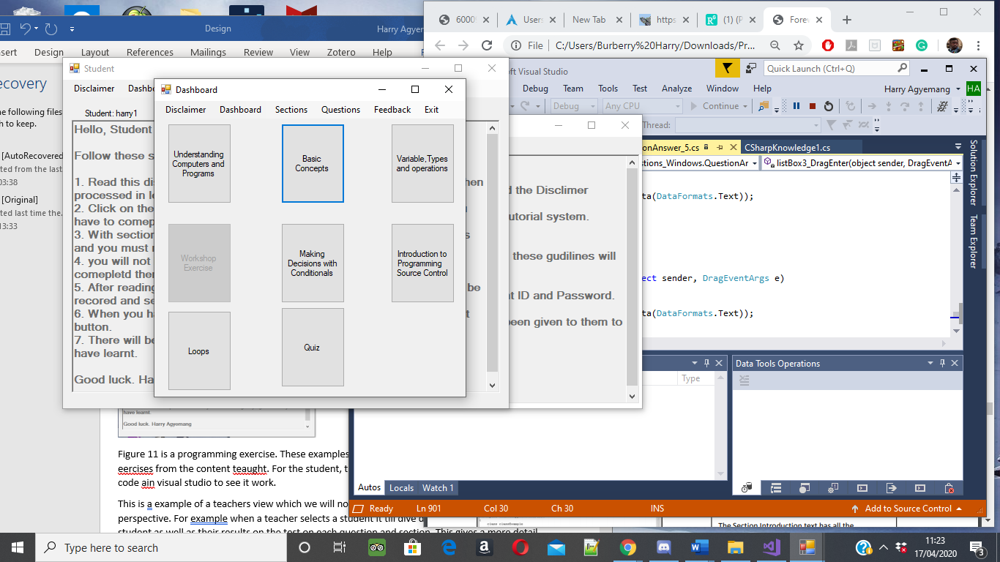 Design
Harry Agyemang
nsert
Design
Layout
References
Mailings
Review
View
Zotero
Help
ecovery
he following files
h to keep.
[AutoRecovered
ted from the last
03:38
[Original]
ted last time the...
13:33
Student
Disclaimer
Student: harry1
Hello, Student
Follow these s
1. Read this dis
processed in le
2. Click on the
have to comep
3. With section
and you must r
4. you will not
comepletd ther
5. After reading
recored and se
6. When you ha
button.
7. There will be
have learnt.
Good luck. Ha
Dashboard
Disclaimer
Dashboard
Sections
Questions
Feedback
Exit
Understanding
Computers and
Programs
Basic
Concepts
Variable,Types
and operations
Workshop
Exercise
Making
Decisions with
Conditionals
Introduction to
Programming
Source Control
Loops
Quiz
d the Disclimer
utorial system.
these gudilines will
t ID and Password.
been given to them to
6000!
Users
New Tab
https
(1) (P
Forev
File
C:/Users/Burberry%20Harry/Downloads/Pr...
oft Visual Studio
Quick Launch (Ctrl+Q)
Debug
Team
Tools
Test
Analyze
Window
Help
Harry Agyemang
HA
Debug
Any CPU
Continue
Thread:
onAnswer_5.cs
CSharpKnowledge1.cs
stions_Windows.QuestionAr
listBox3_DragEnter(object sender, DragEventA
ta(DataFormats.Text));
ect sender, DragEventArgs e)
ta(DataFormats.Text));
Solution Explorer
Team Explorer
Type
Data Tools Operations
Autos
Locals
Watch 1
Ready
Ln 901
Col 30
Ch 30
INS
Add to Source Control
have learnt.
Good luck. Harry Agyemang
Figure 11 is a programming exercise. These examples
eercises from the content teaught. For the student, t
code ain visual studio to see it work.
This is a example of a teachers view which we will no
perspective. For example when a teacher selects a student it till dive d
student as well as their results on the test on each question and section. This gives a more detail
The Section Introduction text has all the
Type here to search
11:23
17/04/2020
3